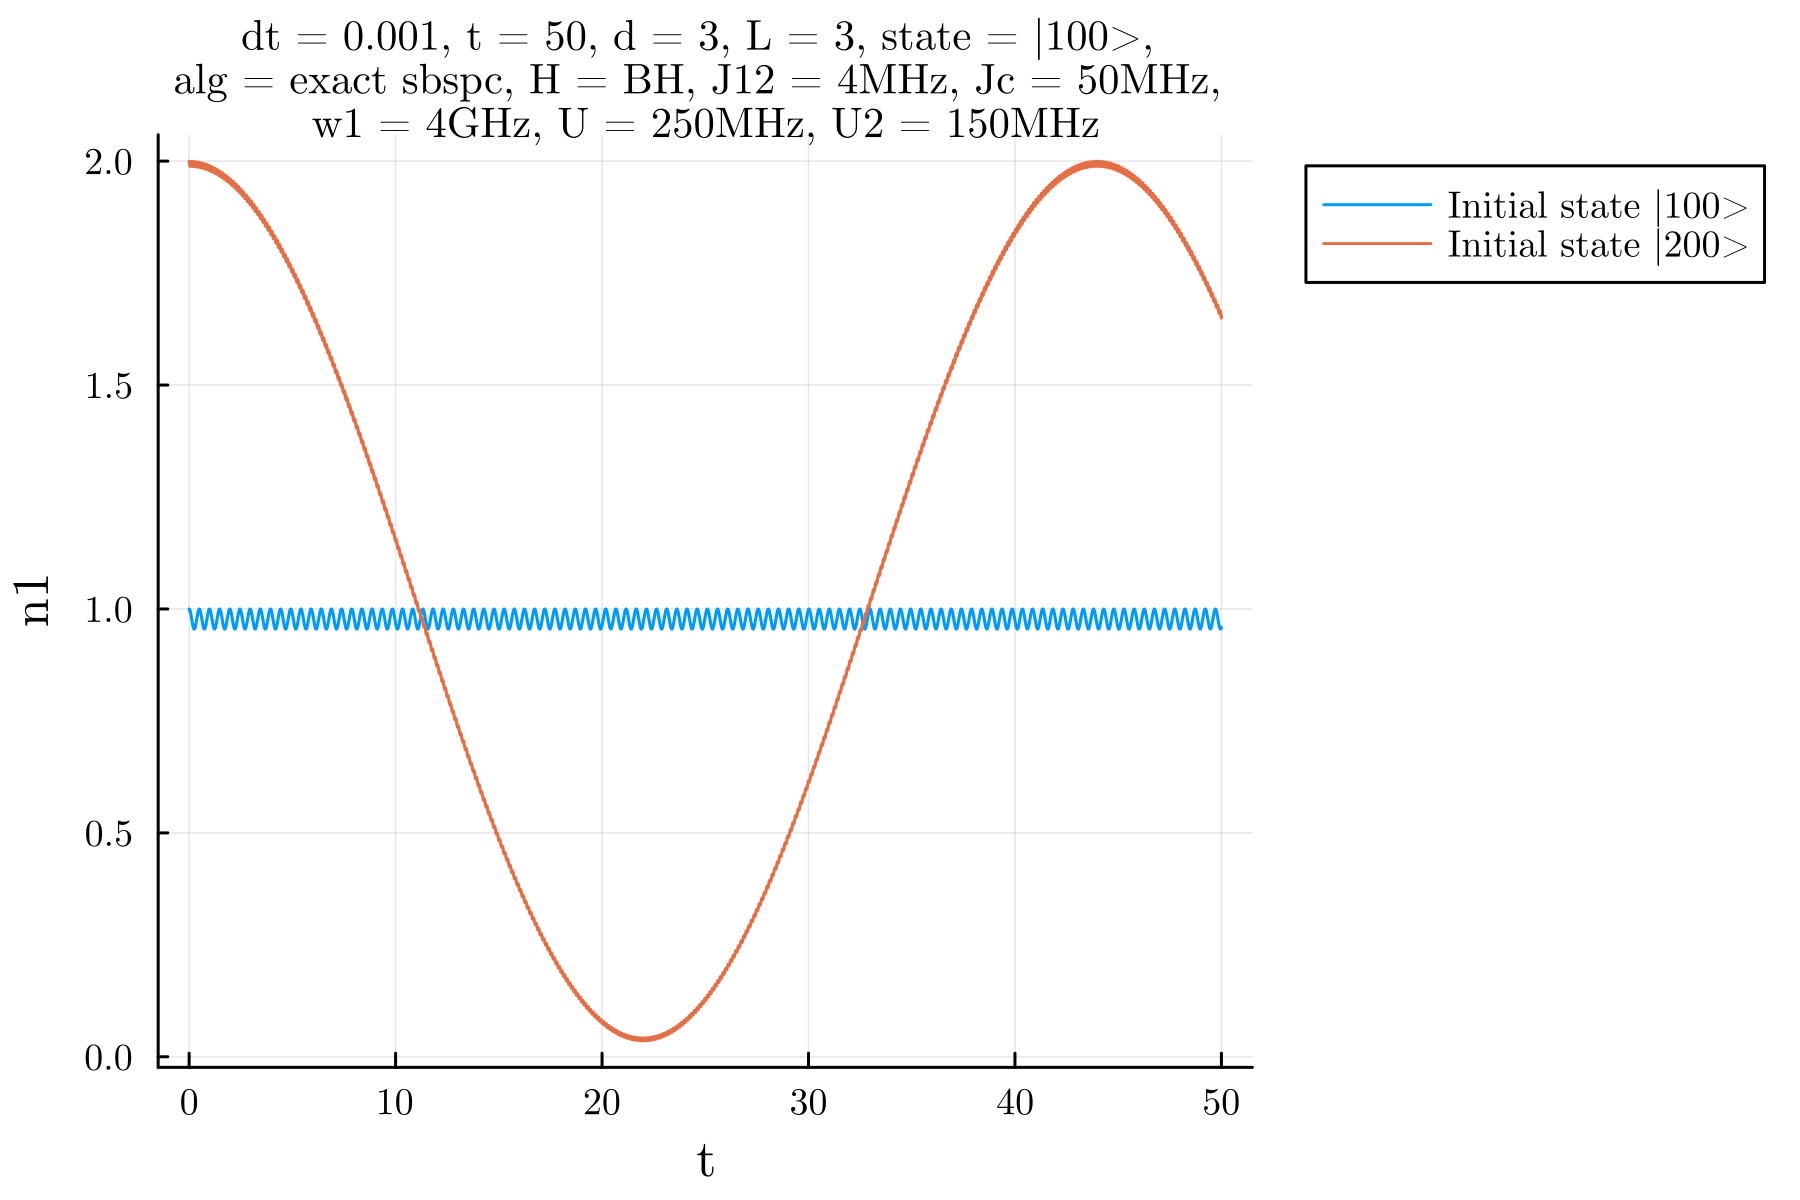 dt = 0.001, t = 50, d = 3, L = 3, state = |100>,
alg = exact sbspc, H = BH, J12 = 4MHz, Jc = 50MHz,
w1 = 4GHz, U = 250MHz, U2 = 150MHz
2.0
1.5
1.0
0.5
0.0
n1
0 10 20 30 40 50
t
Initial state |100>
Initial state |200>